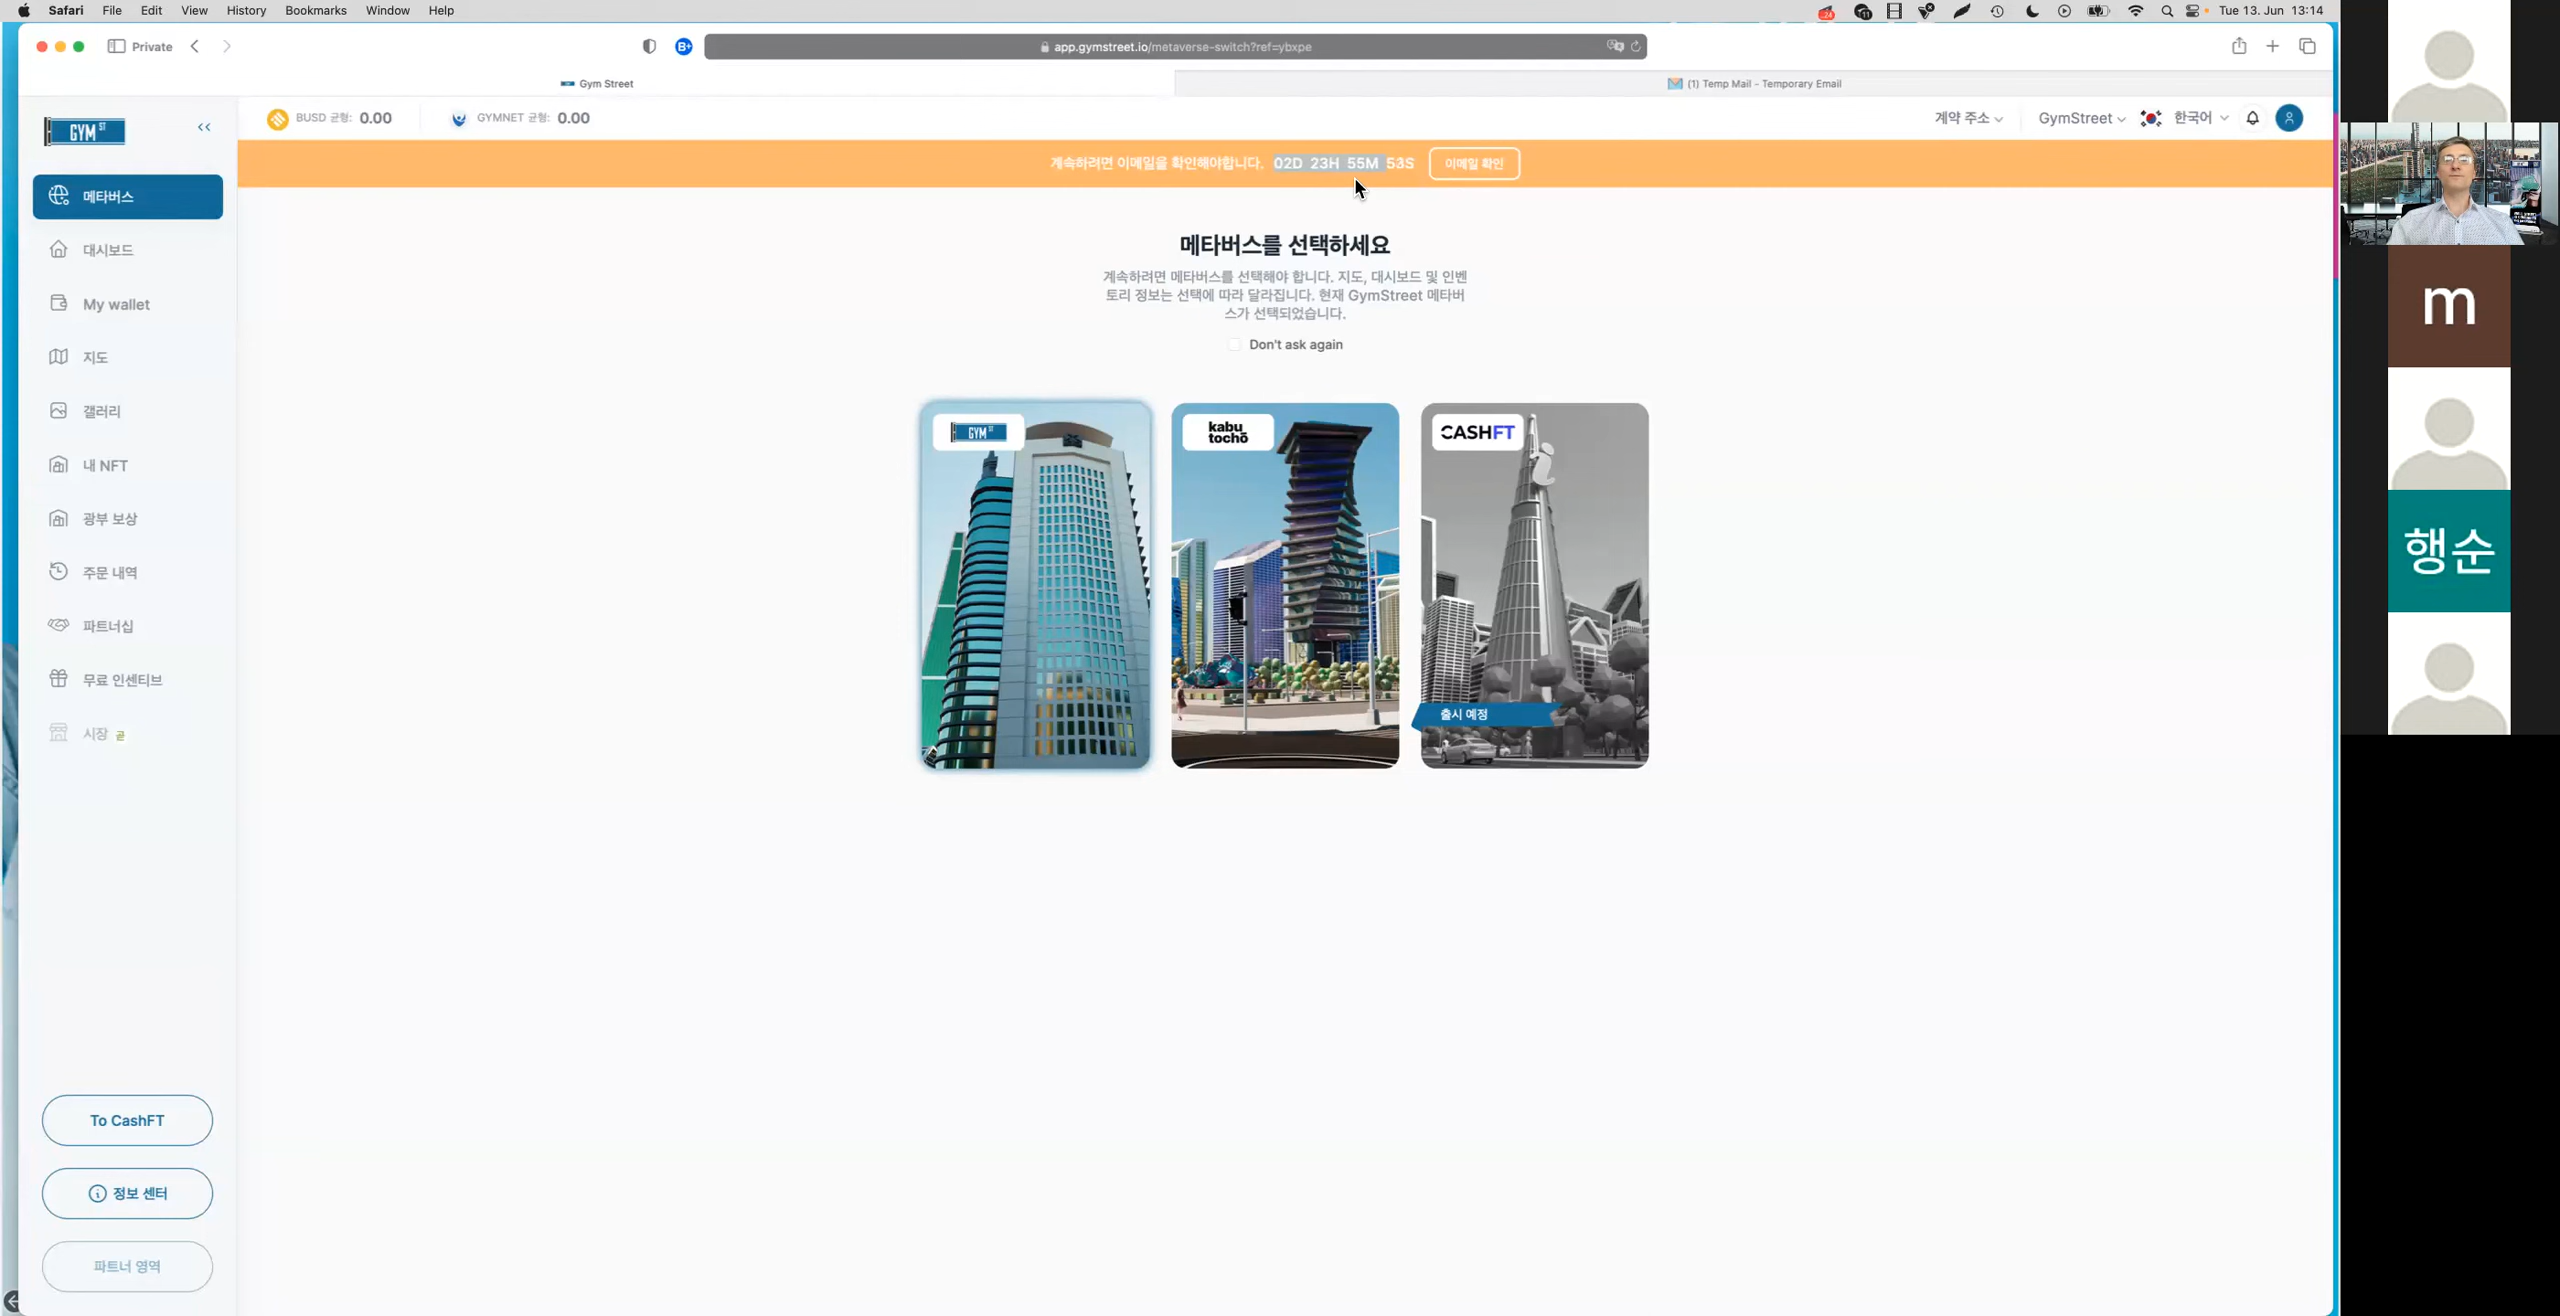 Safari File Edit View History Bookmarks Window Help
Tue 13. Jun 13:14
Private
app.gymstreet.io/metaverse-switch?ref=ybxpe
Gym Street
(1) Temp Mail - Temporary Email
GYM ST
BUSD 균형: 0.00
GYMNET 균형: 0.00
계약 주소
GymStreet
한국어
계속하려면 이메일을 확인해야합니다. 02D 23H 55M 53S
이메일 확인
메타버스
대시보드
My wallet
지도
갤러리
내 NFT
광부 보상
주문 내역
파트너십
무료 인센티브
시장 곧
To CashFT
정보 센터
파트너 영역
메타버스를 선택하세요
계속하려면 메타버스를 선택해야 합니다. 지도, 대시보드 및 인벤
토리 정보는 선택에 따라 달라집니다. 현재 GymStreet 메타버
스가 선택되었습니다.
Don't ask again
GYM ST
kabu
tochō
CASHFT
출시 예정
m
행순